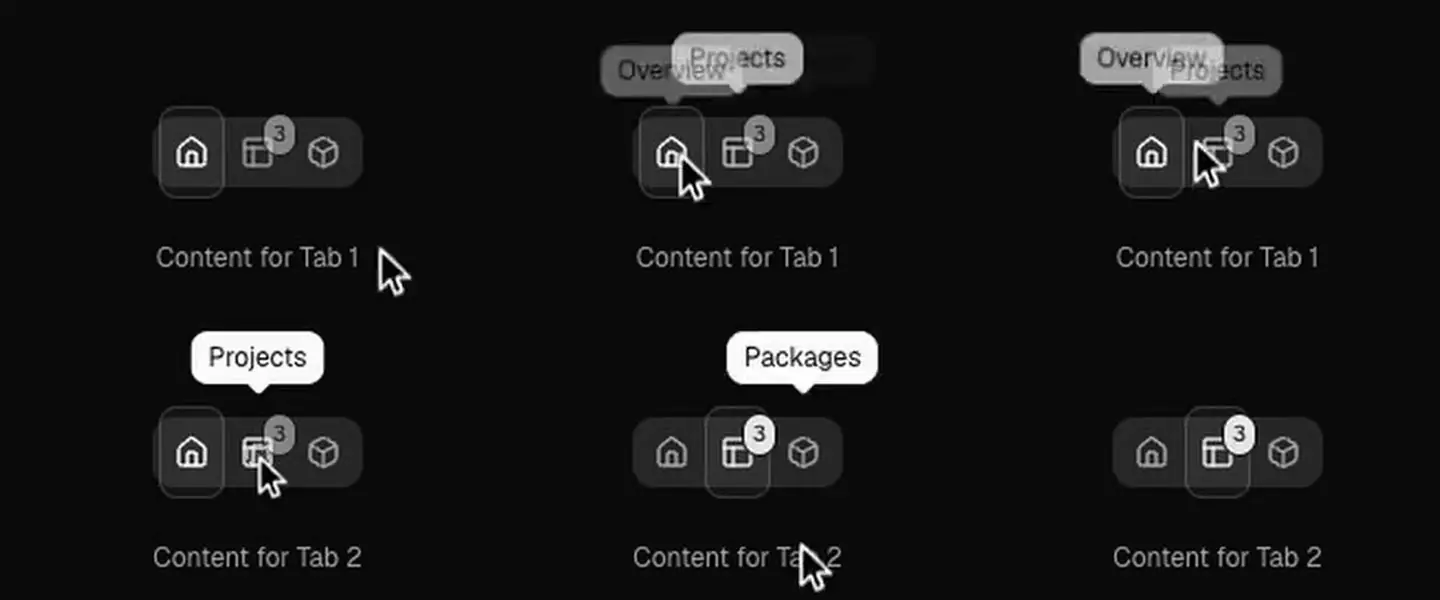 Projects
Overview
Overview
Projects
3
3
3
Content for Tab 1
Content for Tab 1
Content for Tab 1
Projects
Packages
3
3
3
Content for Tab 2
Content for Tab 2
Content for Tab 2